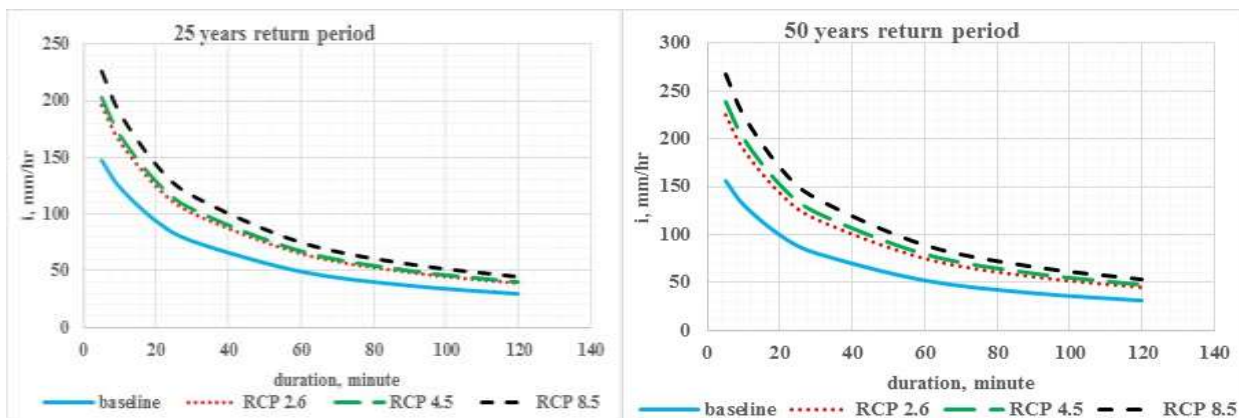 25 years return period
250
200
150
100
50
0
i, mm/hr
0 20 40 60 80 100 120 140
duration, minute
baseline RCP 2.6 RCP 4.5 RCP 8.5
50 years return period
300
250
200
150
100
50
0
i, mm/hr
0 20 40 60 80 100 120 140
duration, minute
baseline RCP 2.6 RCP 4.5 RCP 8.5